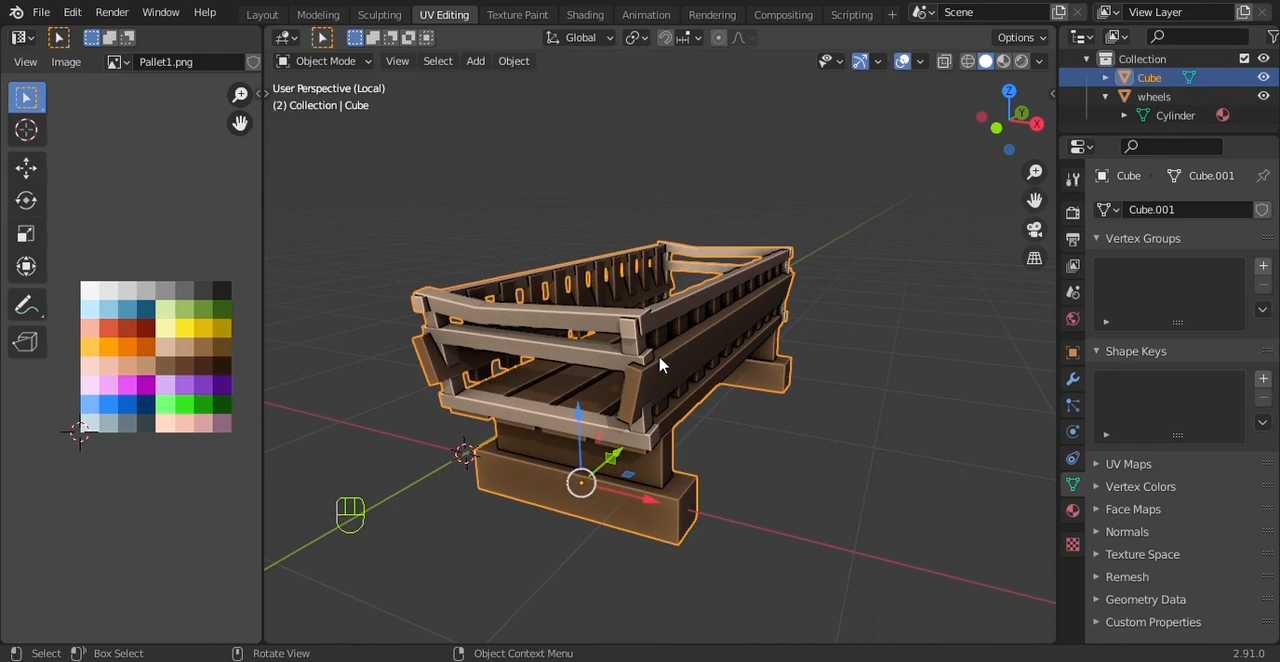 File Edit Render Window Help Layout Modeling Sculpting UV Editing Texture Paint Shading Animation Rendering Compositing Scripting + Scene View Layer
Global Options
View Image Pallet1.png Object Mode View Select Add Object
User Perspective (Local)
(2) Collection | Cube
Z
Y
X
Collection
Cube
wheels
Cylinder
Cube Cube.001
Cube.001
Vertex Groups
Shape Keys
UV Maps
Vertex Colors
Face Maps
Normals
Texture Space
Remesh
Geometry Data
Custom Properties
Select Box Select Rotate View Object Context Menu 2.91.0